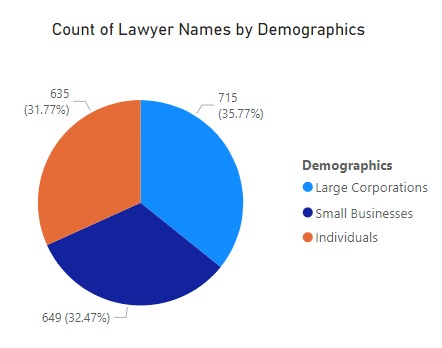 Count of Lawyer Names by Demographics
635
(31.77%)
715
(35.77%)
Demographics
Large Corporations
Small Businesses
Individuals
649 (32.47%)